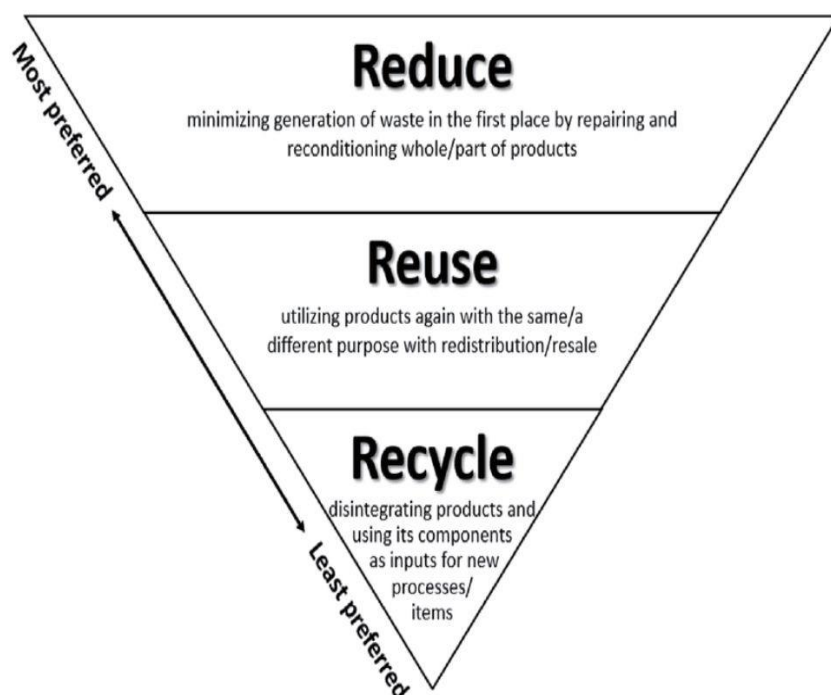 Most preferred
Reduce
minimizing generation of waste in the first place by repairing and
reconditioning whole/part of products
Reuse
utilizing products again with the same/a
different purpose with redistribution/resale
Recycle
disintegrating products and
using its components
as inputs for new
processes/
items
Least preferred